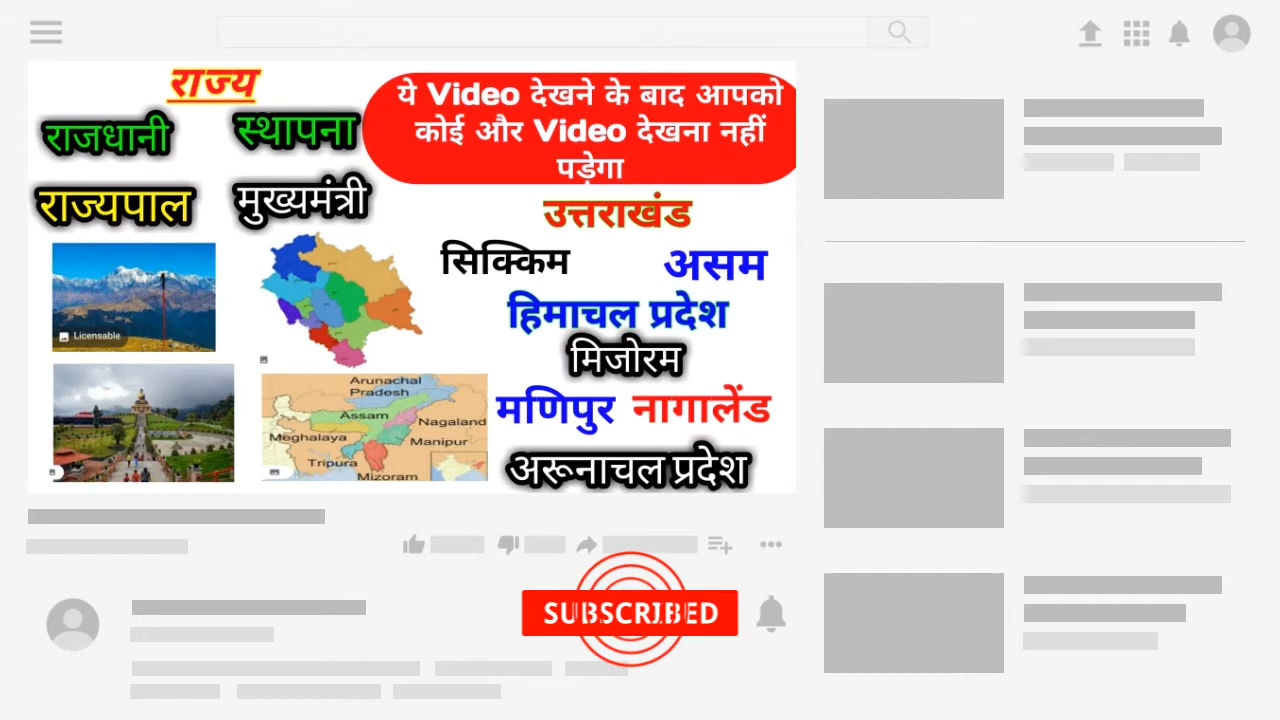 राज्य
ये Video देखने के बाद आपको
कोई और Video देखना नहीं
पड़ेगा
राजधानी
स्थापना
राज्यपाल
मुख्यमंत्री
उत्तराखंड
सिक्किम
असम
हिमाचल प्रदेश
मिजोरम
मणिपुर
नागालेंड
अरूनाचल प्रदेश
Licensable
Arunachal
Pradesh
Assam
Nagaland
Meghalaya
Manipur
Tripura
Mizoram
SUBSCRIBED